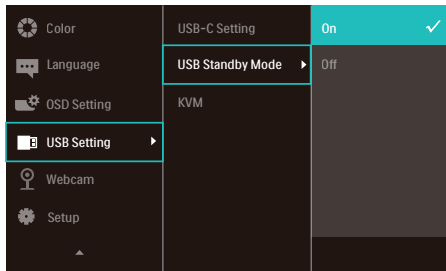 Color
Language
OSD Setting
USB Setting
Webcam
Setup
USB-C Setting
USB Standby Mode
KVM
On
Off